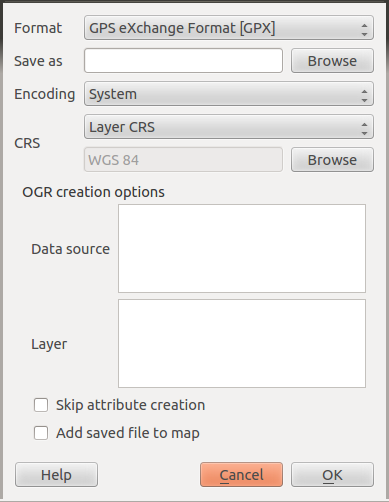 Format GPS eXchange Format [GPX]
Save as Browse
Encoding System
CRS Layer CRS
WGS 84 Browse
OGR creation options
Data source
Layer
Skip attribute creation
Add saved file to map
Help Cancel OK